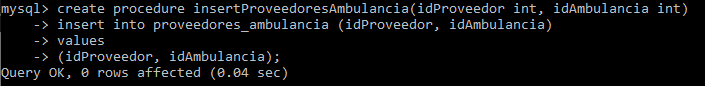 mysql> create procedure insertProveedoresAmbulancia(idProveedor int, idAmbulancia int)
-> insert into proveedores_ambulancia (idProveedor, idAmbulancia)
-> values
-> (idProveedor, idAmbulancia);
Query OK, 0 rows affected (0.04 sec)